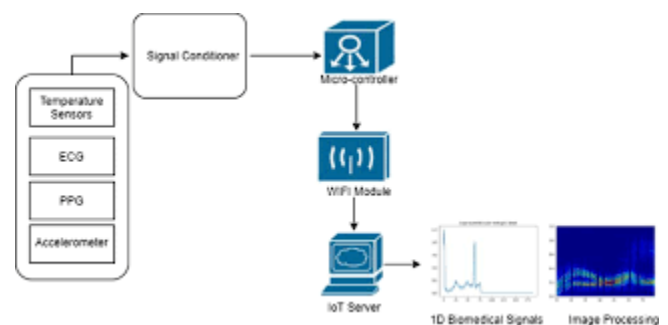 Signal Conditioner
Micro-controller
Temperature
Sensors
ECG
PPG
Accelerometer
WIFI Module
IoT Server
1D Biomedical Signals
Image Processing